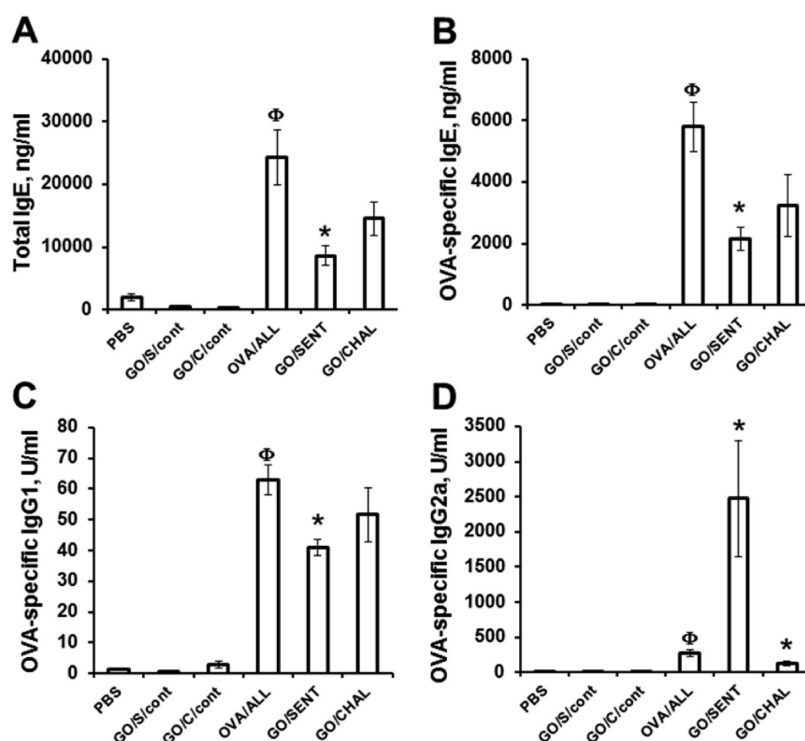 A
Total IgE, ng/ml
40000
30000
20000
10000
0
Φ
*
PBS
GO/S/cont
GO/C/cont
OVA/ALL
GO/SENT
GO/CHAL
B
OVA-specific IgE, ng/ml
8000
6000
4000
2000
0
Φ
*
PBS
GO/S/cont
GO/C/cont
OVA/ALL
GO/SENT
GO/CHAL
C
OVA-specific IgG1, U/ml
80
70
60
50
40
30
20
10
0
Φ
*
PBS
GO/S/cont
GO/C/cont
OVA/ALL
GO/SENT
GO/CHAL
D
OVA-specific IgG2a, U/ml
3500
3000
2500
2000
1500
1000
500
0
Φ
*
*
PBS
GO/S/cont
GO/C/cont
OVA/ALL
GO/SENT
GO/CHAL